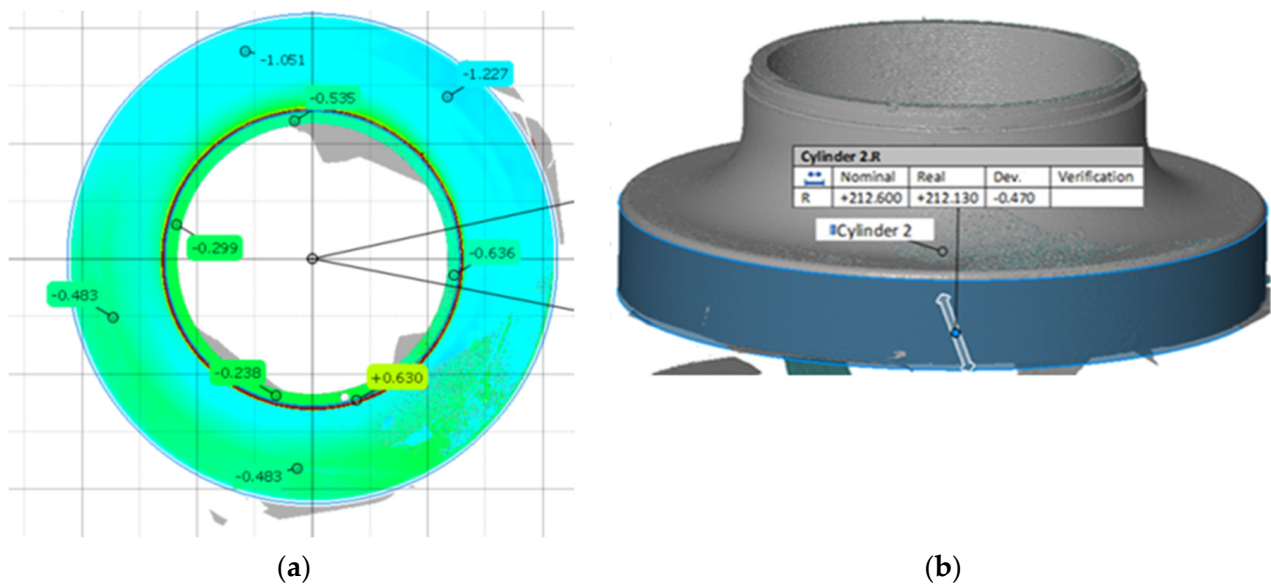 -1.051
-1.227
-0.535
-0.299
-0.636
-0.483
-0.238
+0.630
-0.483
(a)
Cylinder 2.R
Nominal Real Dev. Verification
R +212.600 +212.130 -0.470
Cylinder 2
(b)